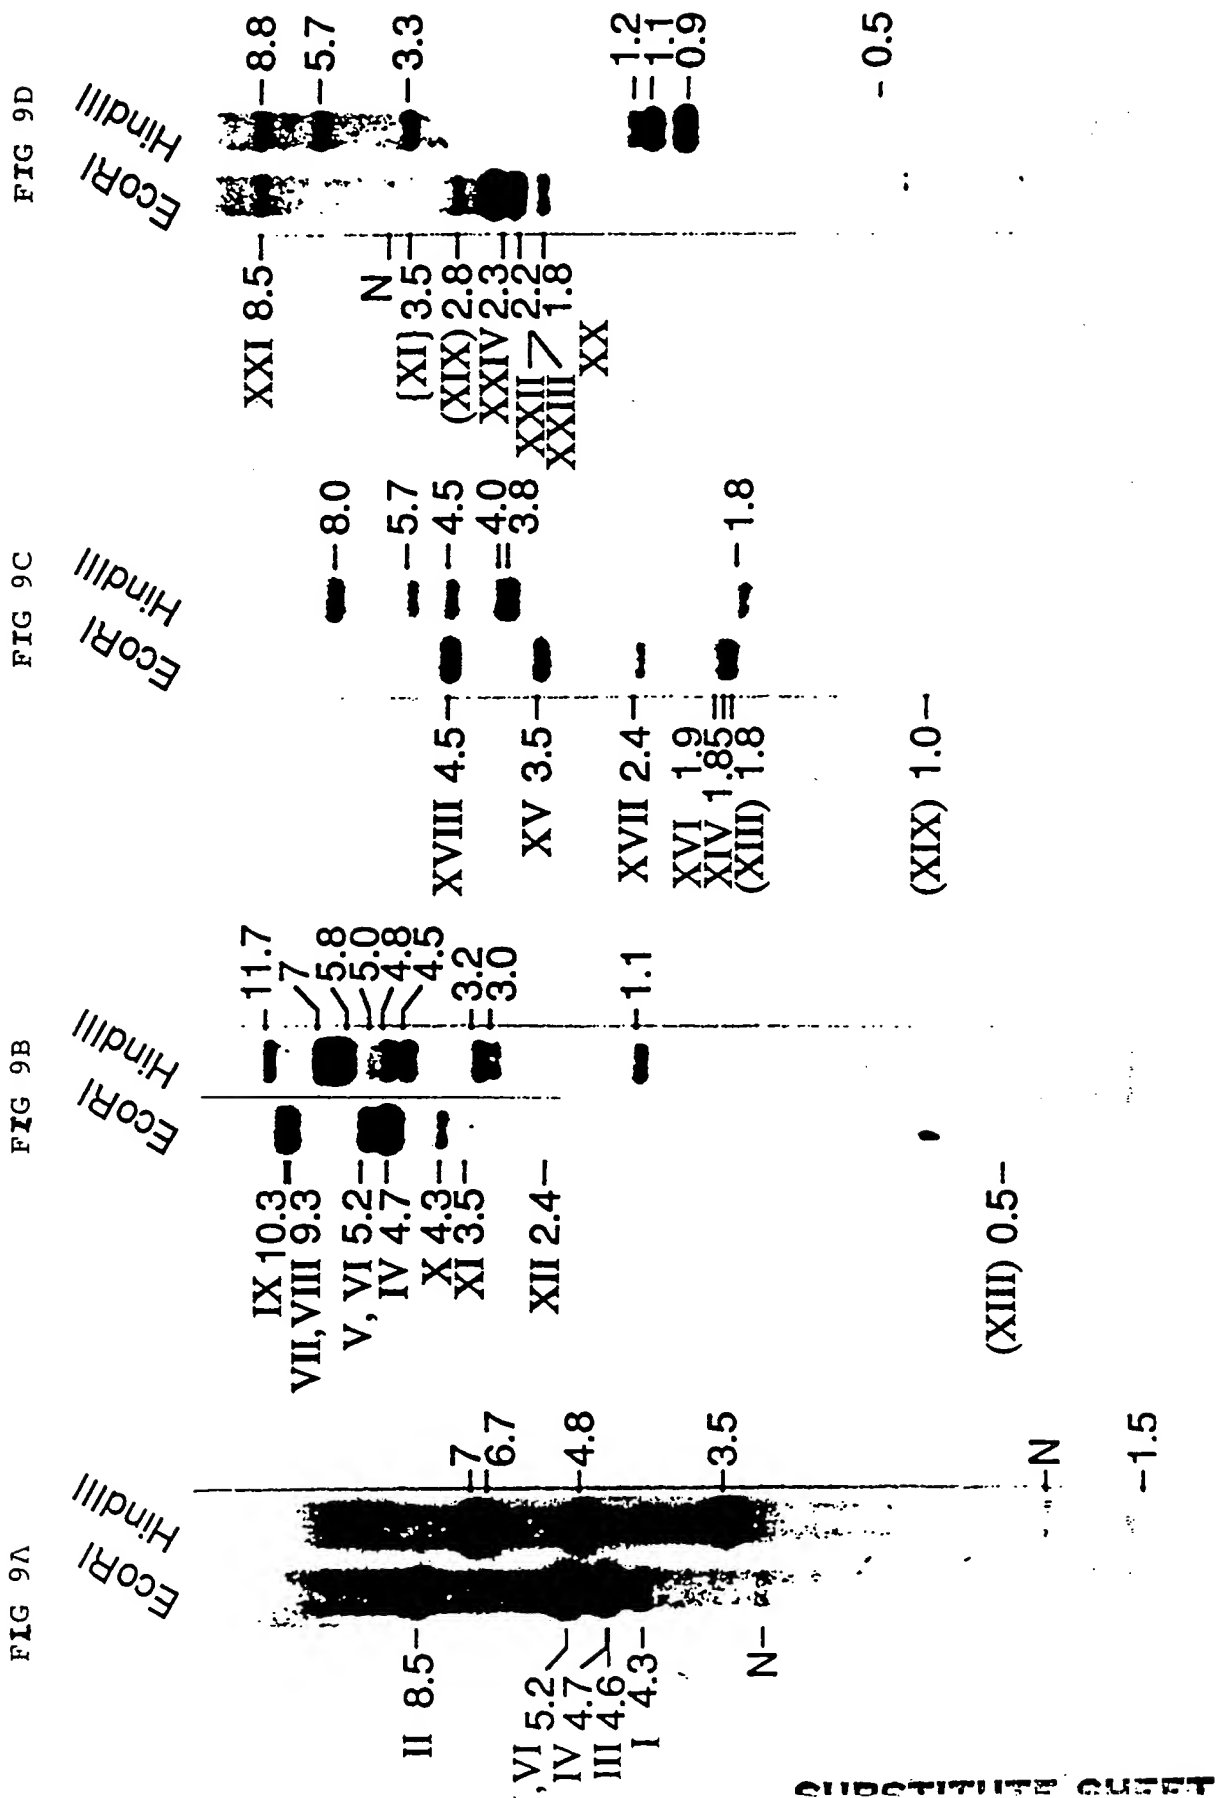 FIG 9A
EcoRI
HindIII
II 8.5
, VI 5.2
IV 4.7
III 4.6
I 4.3
N
7
6.7
4.8
3.5
N
1.5
FIG 9B
EcoRI
HindIII
IX 10.3
VII, VIII 9.3
V, VI 5.2
IV 4.7
X 4.3
XI 3.5
XII 2.4
(XIII) 0.5
11.7
7
5.8
5.0
4.8
4.5
3.2
3.0
1.1
FIG 9C
EcoRI
HindIII
XVIII 4.5
XV 3.5
XVII 2.4
XVI 1.9
XIV 1.85
(XIII) 1.8
(XIX) 1.0
8.0
5.7
4.5
4.0
3.8
1.8
FIG 9D
EcoRI
HindIII
XXI 8.5
N
{XI} 3.5
(XIX) 2.8
XXIV 2.3
XXII 2.2
XXIII 1.8
XX
8.8
5.7
3.3
1.2
1.1
0.9
0.5
SUBSTITUTE SHEET